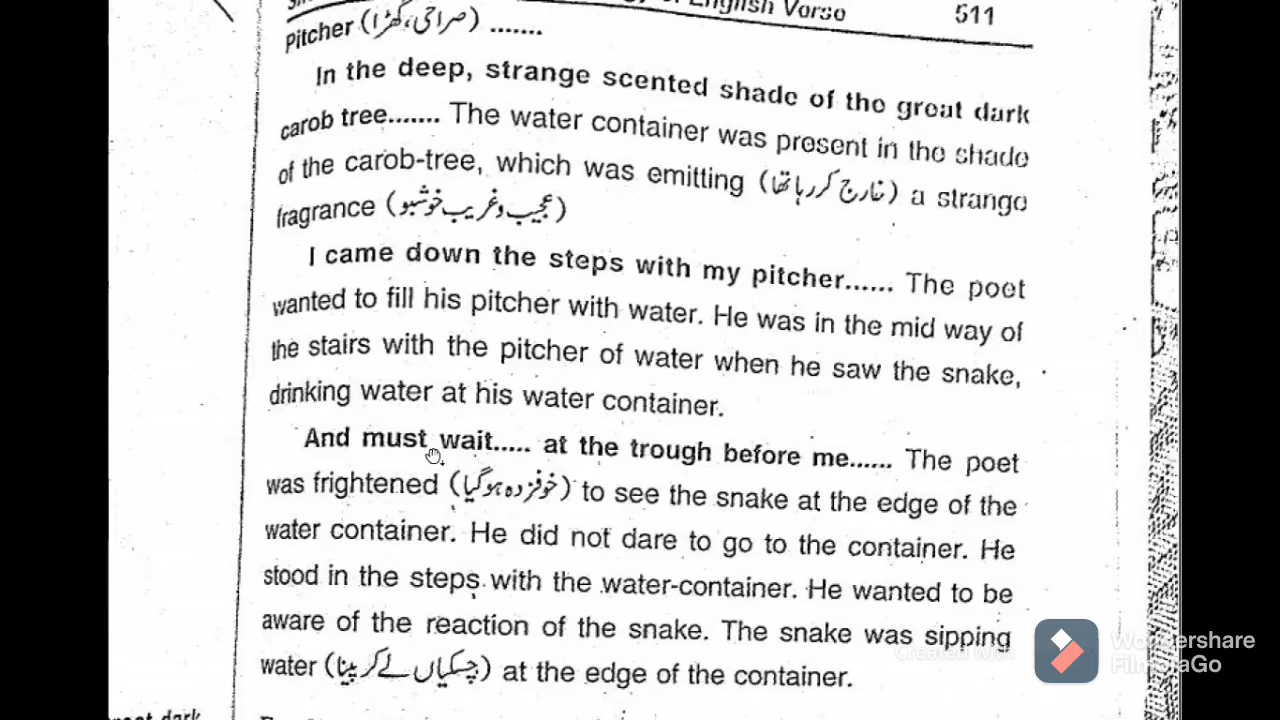 English Verse 511
Pitcher (صراحی، گھڑا) .......
In the deep, strange scented shade of the great dark
carob tree....... The water container was present in the shade
of the carob-tree, which was emitting (خارج کر رہا تھا) a strange
fragrance (عجیب و غریب خوشبو)
I came down the steps with my pitcher...... The poet
wanted to fill his pitcher with water. He was in the mid way of
the stairs with the pitcher of water when he saw the snake,
drinking water at his water container.
And must wait..... at the trough before me...... The poet
was frightened (خوفزدہ ہو گیا) to see the snake at the edge of the
water container. He did not dare to go to the container. He
stood in the steps with the water-container. He wanted to be
aware of the reaction of the snake. The snake was sipping
water (چسکیاں لے کر پینا) at the edge of the container.
Created with
Wondershare
Filmora
dark